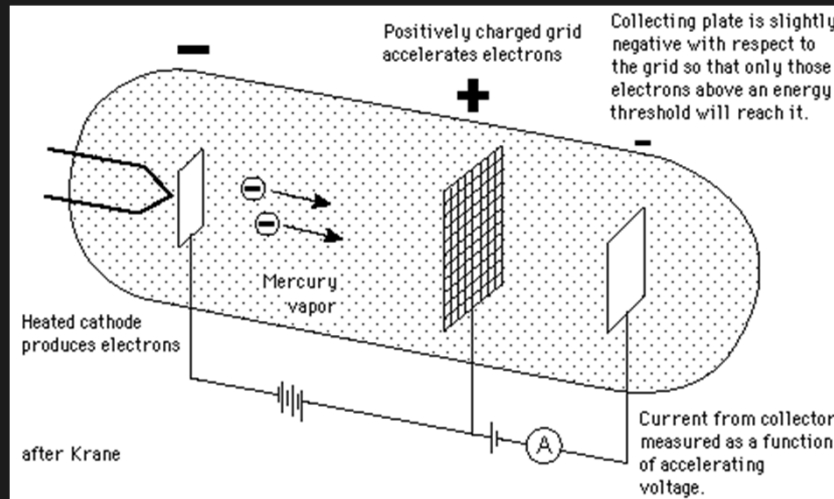 Positively charged grid
accelerates electrons
Collecting plate is slightly
negative with respect to
the grid so that only those
electrons above an energy
threshold will reach it.
Mercury
vapor
Heated cathode
produces electrons
A
Current from collector
measured as a function
of accelerating
voltage.
after Krane